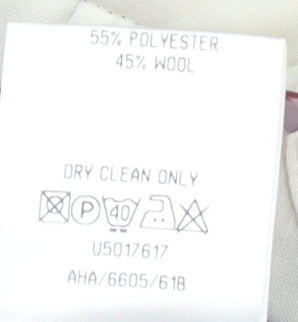 55% POLYESTER
45% WOOL
DRY CLEAN ONLY
P 40
U5017617
AHA/6605/61B